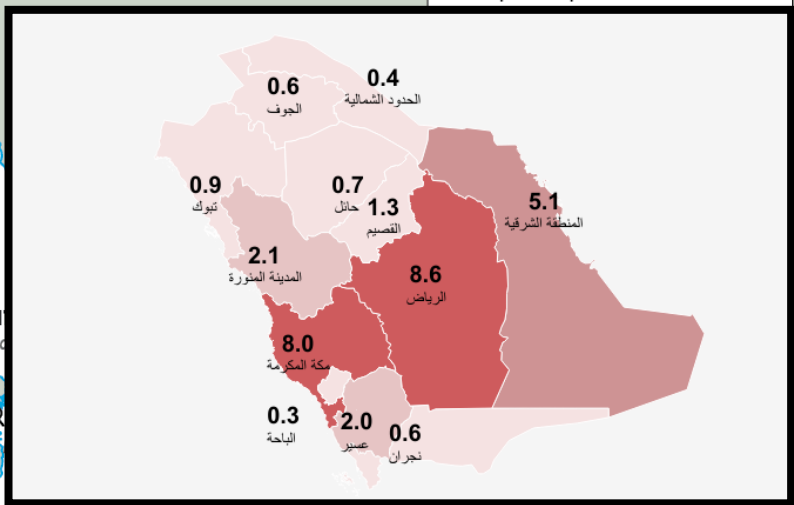 0.4
الحدود الشمالية
0.6
الجوف
0.9
تبوك
0.7
حائل
1.3
القصيم
5.1
المنطقة الشرقية
2.1
المدينة المنورة
8.6
الرياض
8.0
مكة المكرمة
0.3
الباحة
2.0
عسير
0.6
نجران